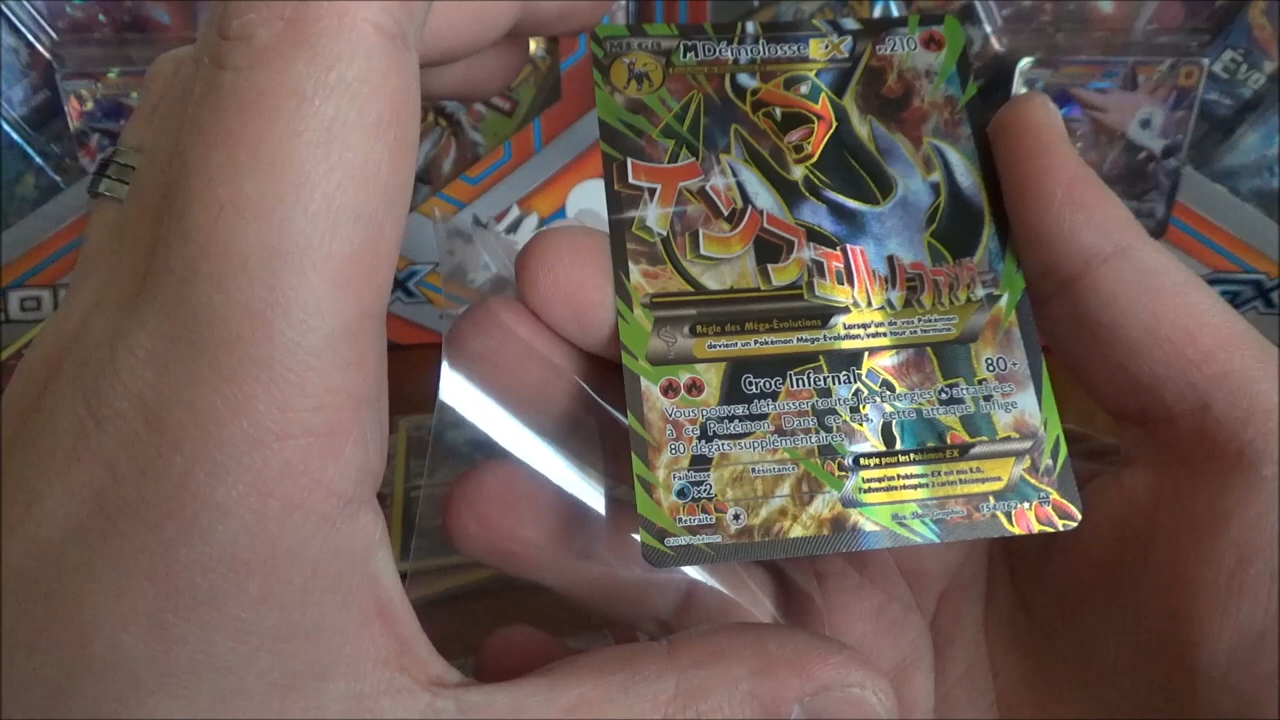 MEGA
M Démolosse EX
PV210
インフェルノファング
Règle des Méga-Évolutions
Lorsqu'un de vos Pokémon
devient un Pokémon Méga-Évolution, votre tour se termine.
Croc Infernal
80+
Vous pouvez défausser toutes les Énergies attachées
à ce Pokémon. Dans ce cas, cette attaque inflige
80 dégâts supplémentaires.
Faiblesse
×2
Résistance
Retraite
Règle pour les Pokémon-EX
Lorsqu'un Pokémon-EX est mis K.O.,
l'adversaire récupère 2 cartes Récompense.
Illus. 5ban Graphics
154/162
©2015 Pokémon
Évo